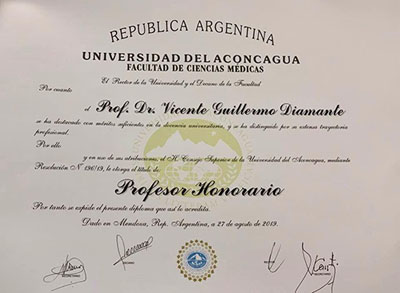 REPUBLICA ARGENTINA
UNIVERSIDAD DEL ACONCAGUA
FACULTAD DE CIENCIAS MÉDICAS
El Rector de la Universidad y el Decano de la Facultad
Por cuanto
el Prof. Dr. Vicente Guillermo Diamante
se ha destacado con méritos suficientes en la docencia universitaria, y se ha distinguido por su extensa trayectoria
profesional.
Por ello
y en uso de sus atribuciones, el H. Consejo Superior de la Universidad del Aconcagua, mediante
Resolución Nº 196/19, le otorga el título de
Profesor Honorario
Por tanto se expide el presente diploma que así lo acredita.
Dado en Mendoza, Rep. Argentina, a 27 de agosto de 2019.